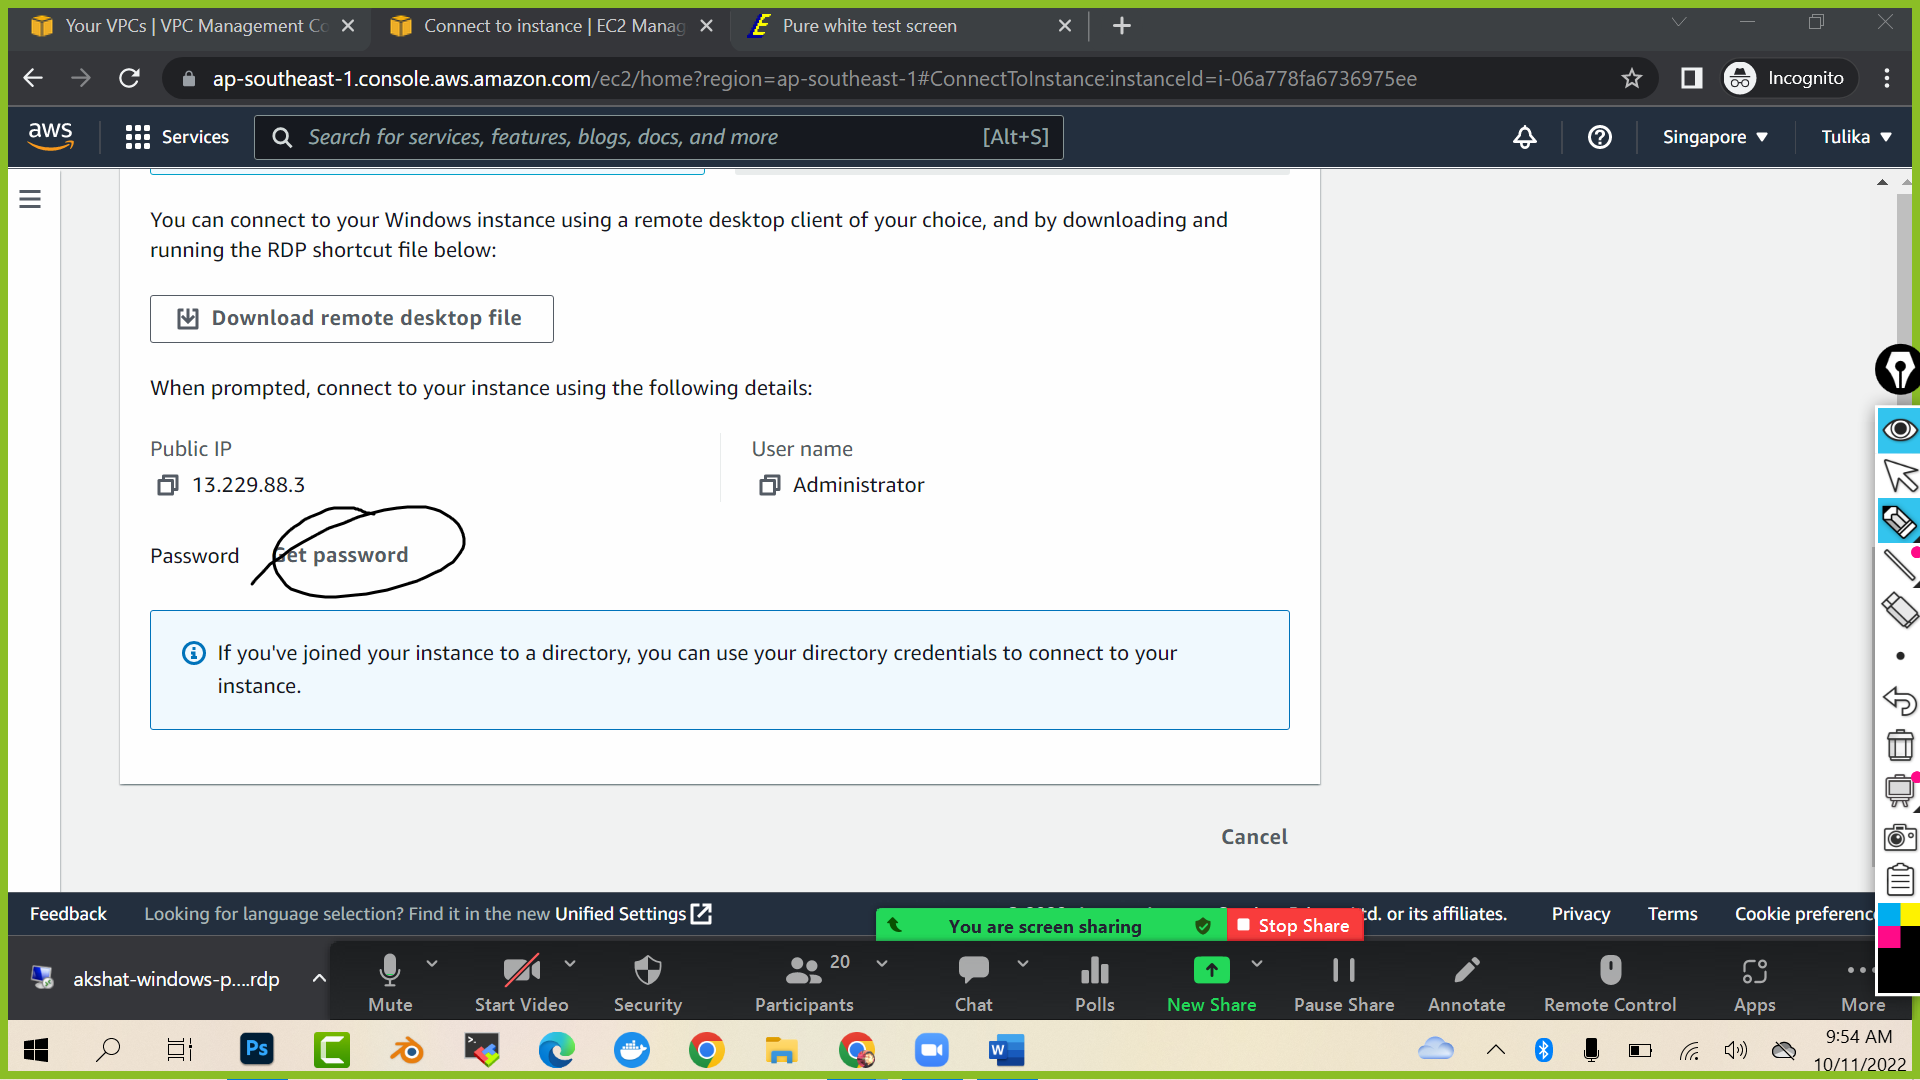 Your VPCs | VPC Management Co
Connect to instance | EC2 Manag
Pure white test screen
ap-southeast-1.console.aws.amazon.com/ec2/home?region=ap-southeast-1#ConnectToInstance:instanceId=i-06a778fa6736975ee
Incognito
aws
Services
Search for services, features, blogs, docs, and more
[Alt+S]
Singapore
Tulika
You can connect to your Windows instance using a remote desktop client of your choice, and by downloading and
running the RDP shortcut file below:
Download remote desktop file
When prompted, connect to your instance using the following details:
Public IP
User name
13.229.88.3
Administrator
Password
Get password
If you've joined your instance to a directory, you can use your directory credentials to connect to your
instance.
Cancel
Feedback
Looking for language selection? Find it in the new Unified Settings
td. or its affiliates.
Privacy
Terms
Cookie preference
You are screen sharing
Stop Share
akshat-windows-p....rdp
Mute
Start Video
Security
20
Participants
Chat
Polls
New Share
Pause Share
Annotate
Remote Control
Apps
More
Ps
W
9:54 AM
10/11/2022